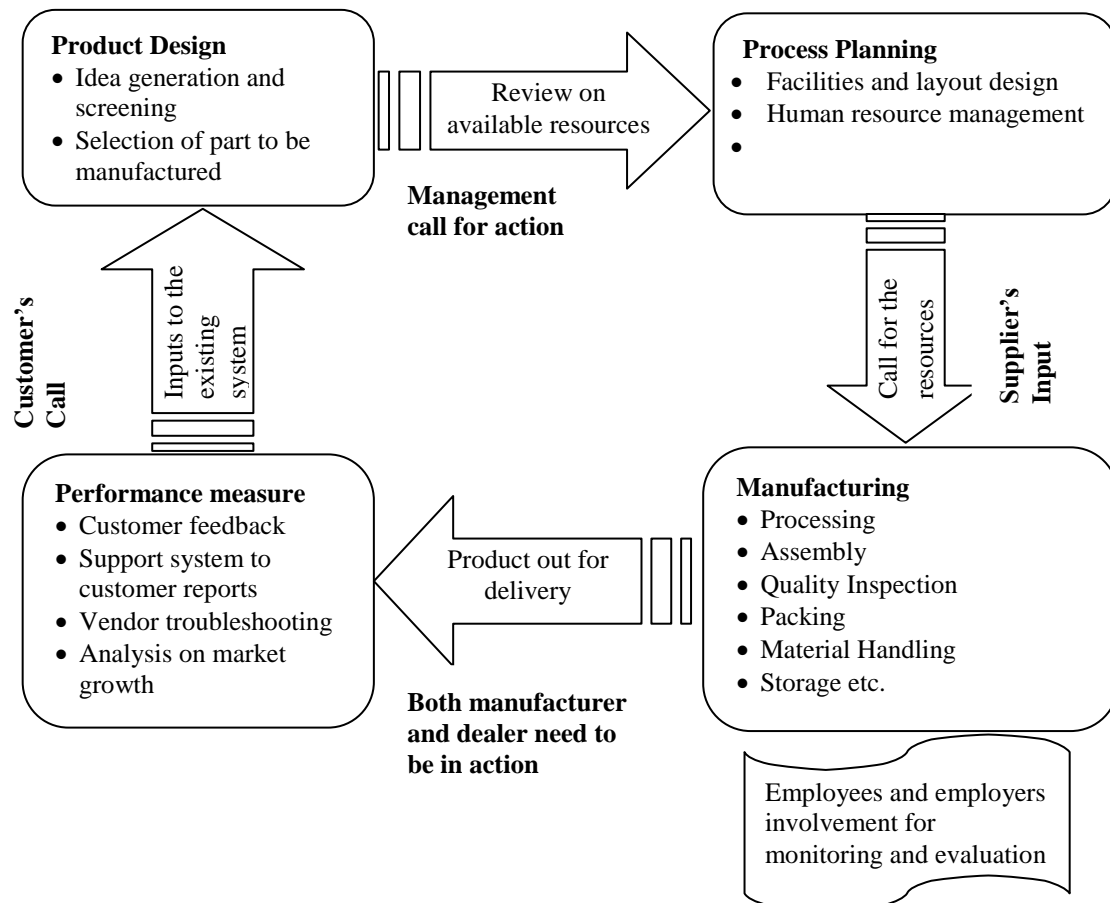 Product Design
• Idea generation and
screening
• Selection of part to be
manufactured
Review on
available resources
Management
call for action
Process Planning
• Facilities and layout design
• Human resource management
•
Customer's
Call
Inputs to the
existing
system
Call for the
resources
Supplier's
Input
Performance measure
• Customer feedback
• Support system to
customer reports
• Vendor troubleshooting
• Analysis on market
growth
Product out for
delivery
Both manufacturer
and dealer need to
be in action
Manufacturing
• Processing
• Assembly
• Quality Inspection
• Packing
• Material Handling
• Storage etc.
Employees and employers
involvement for
monitoring and evaluation